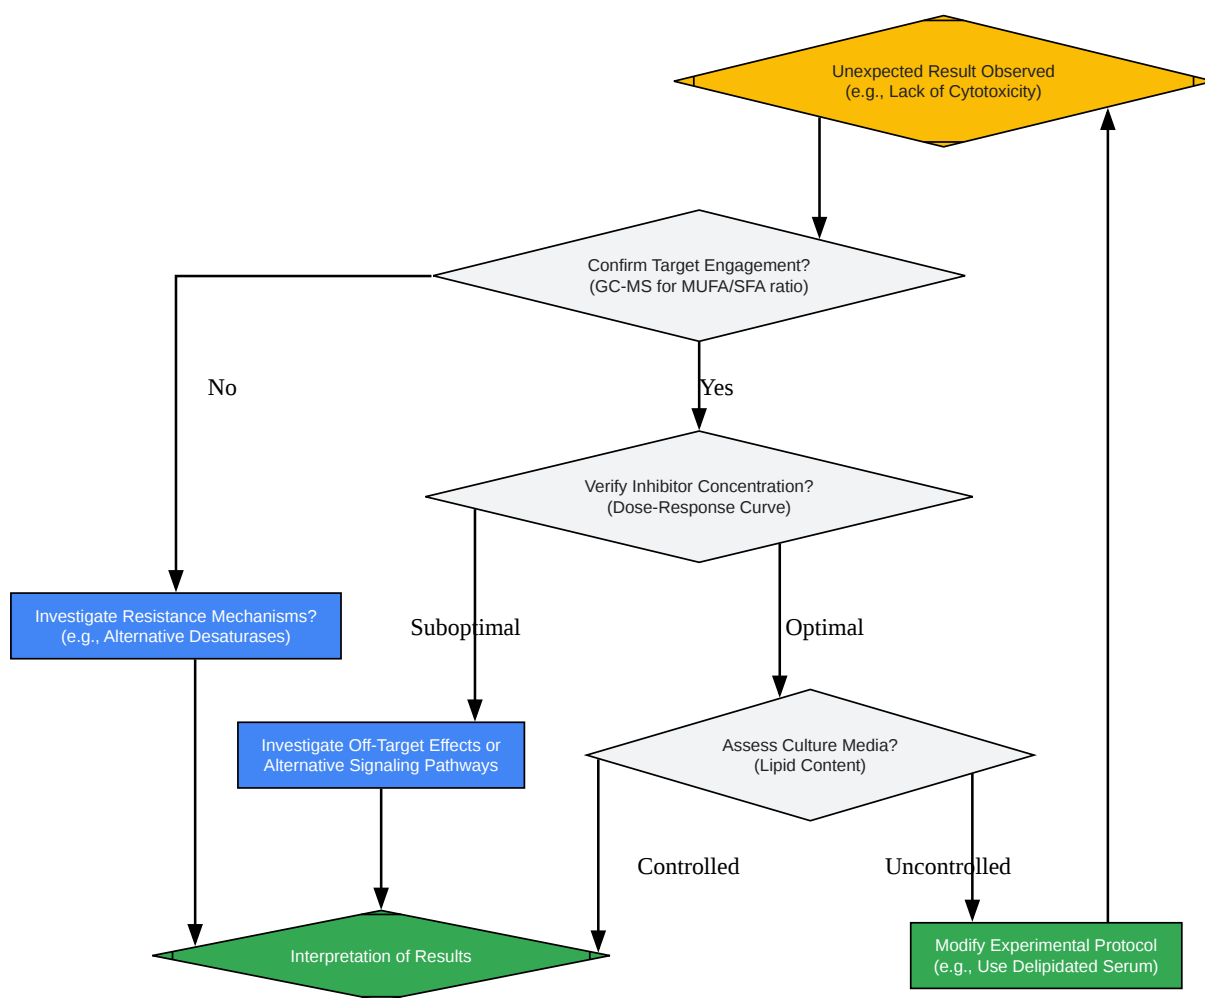 Unexpected Result Observed
(e.g., Lack of Cytotoxicity)
Confirm Target Engagement?
(GC-MS for MUFA/SFA ratio)
No
Yes
Verify Inhibitor Concentration?
(Dose-Response Curve)
Investigate Resistance Mechanisms?
(e.g., Alternative Desaturases)
Suboptimal
Optimal
Investigate Off-Target Effects or
Alternative Signaling Pathways
Assess Culture Media?
(Lipid Content)
Controlled
Uncontrolled
Interpretation of Results
Modify Experimental Protocol
(e.g., Use Delipidated Serum)